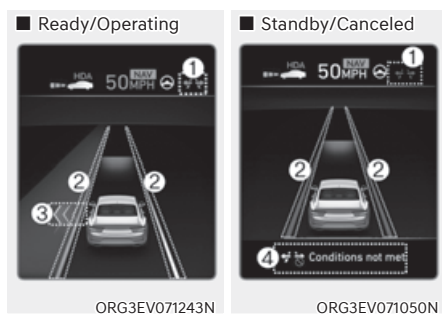 ■ Ready/Operating
HDA
50 MPH
NAV
1
2
2
3
ORG3EV071243N
■ Standby/Canceled
HDA
50 MPH
NAV
1
2
2
4
Conditions not met
ORG3EV071050N